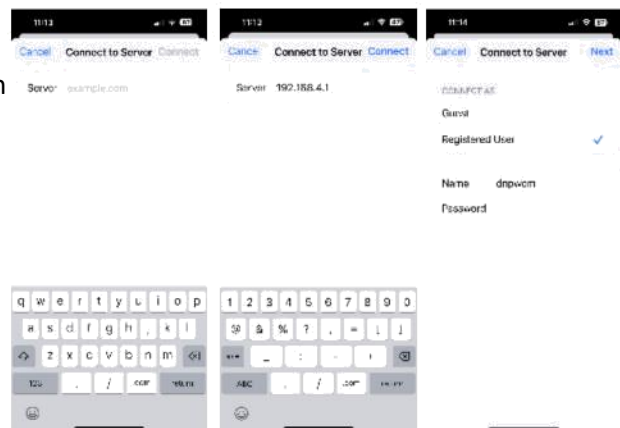 n
11:13
Cancel Connect to Server Connect
Server example.com
q w e r t y u i o p
a s d f g h j k l
z x c v b n m
123 . / .com return
11:13
Cancel Connect to Server Connect
Server 192.168.4.1
1 2 3 4 5 6 7 8 9 0
@ & % ? , = [ ]
_ : - +
ABC . / .com return
11:14
Cancel Connect to Server Next
CONNECT AS
Guest
Registered User ✓
Name dnpwcm
Password